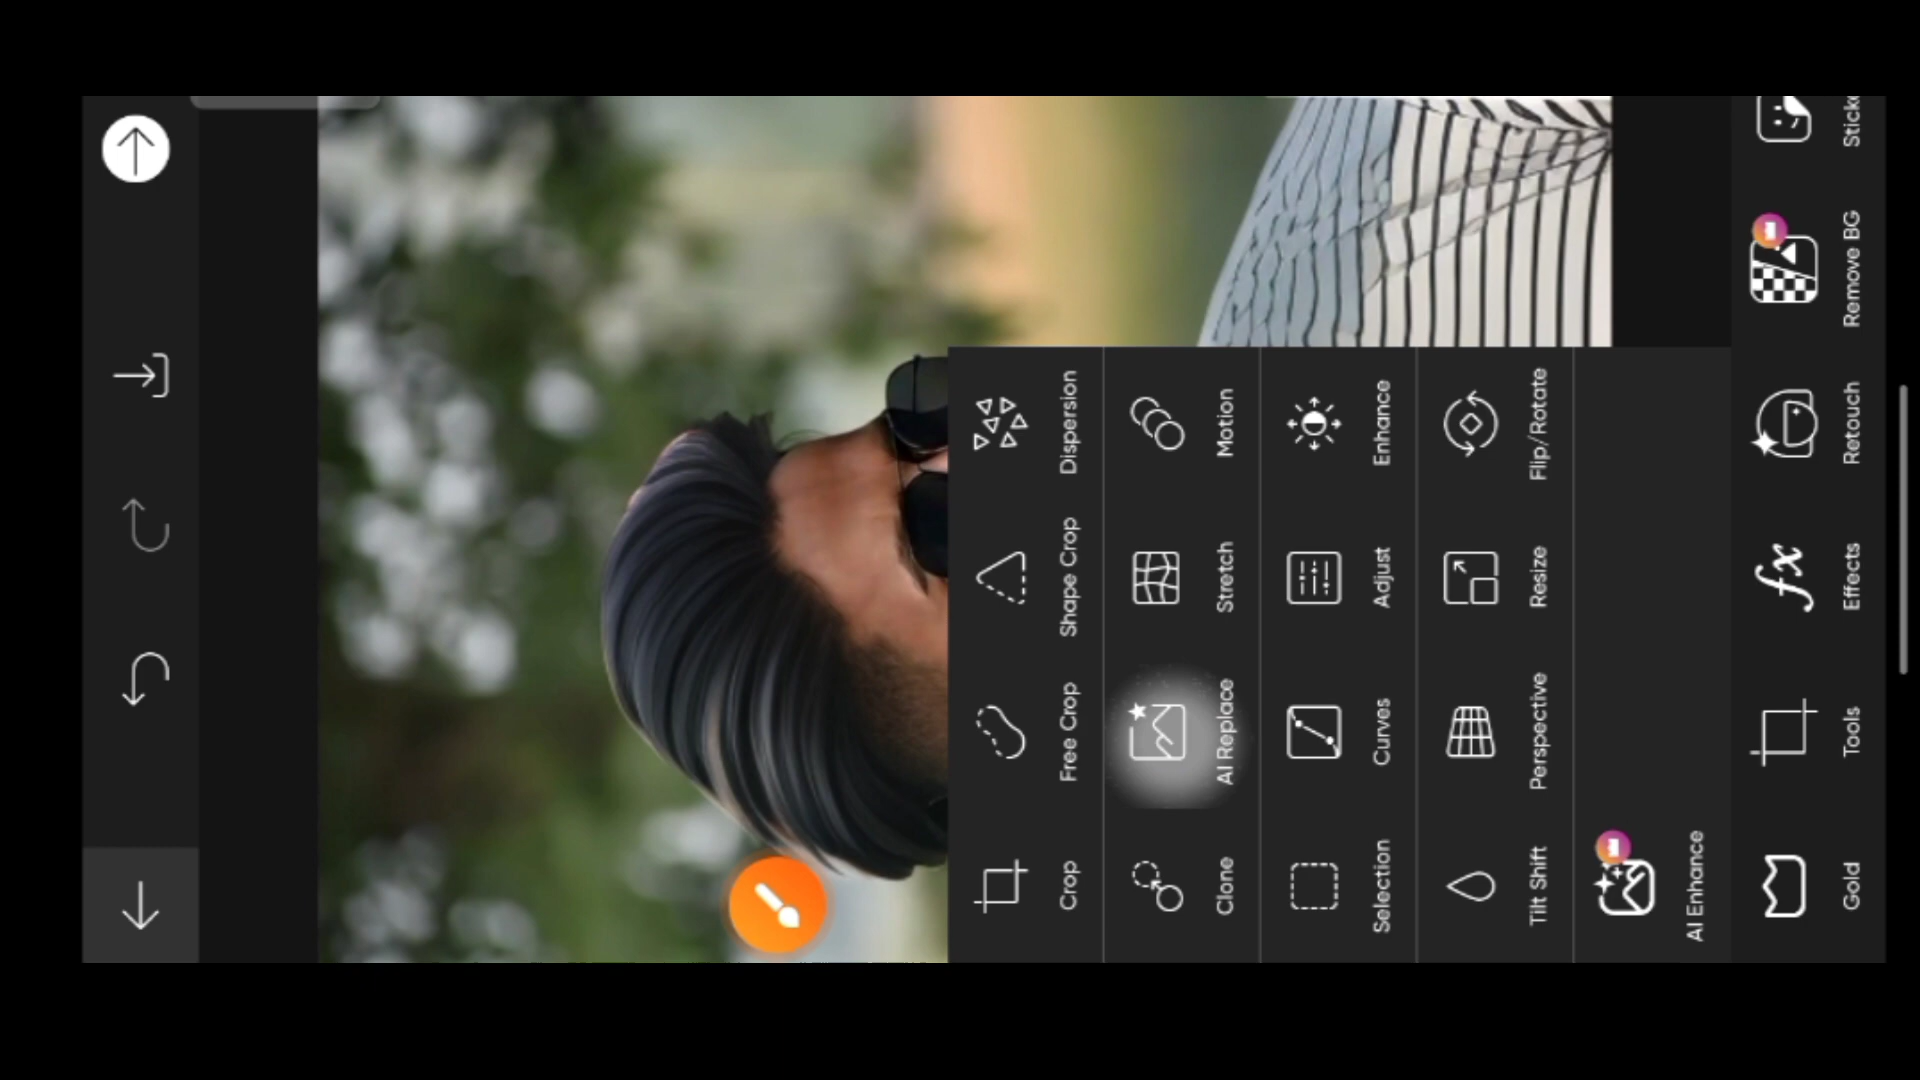 Crop
Free Crop
Shape Crop
Dispersion
Clone
AI Replace
Stretch
Motion
Selection
Curves
Adjust
Enhance
Tilt Shift
Perspective
Resize
Flip/Rotate
AI Enhance
Gold
Tools
fx
Effects
Retouch
Remove BG